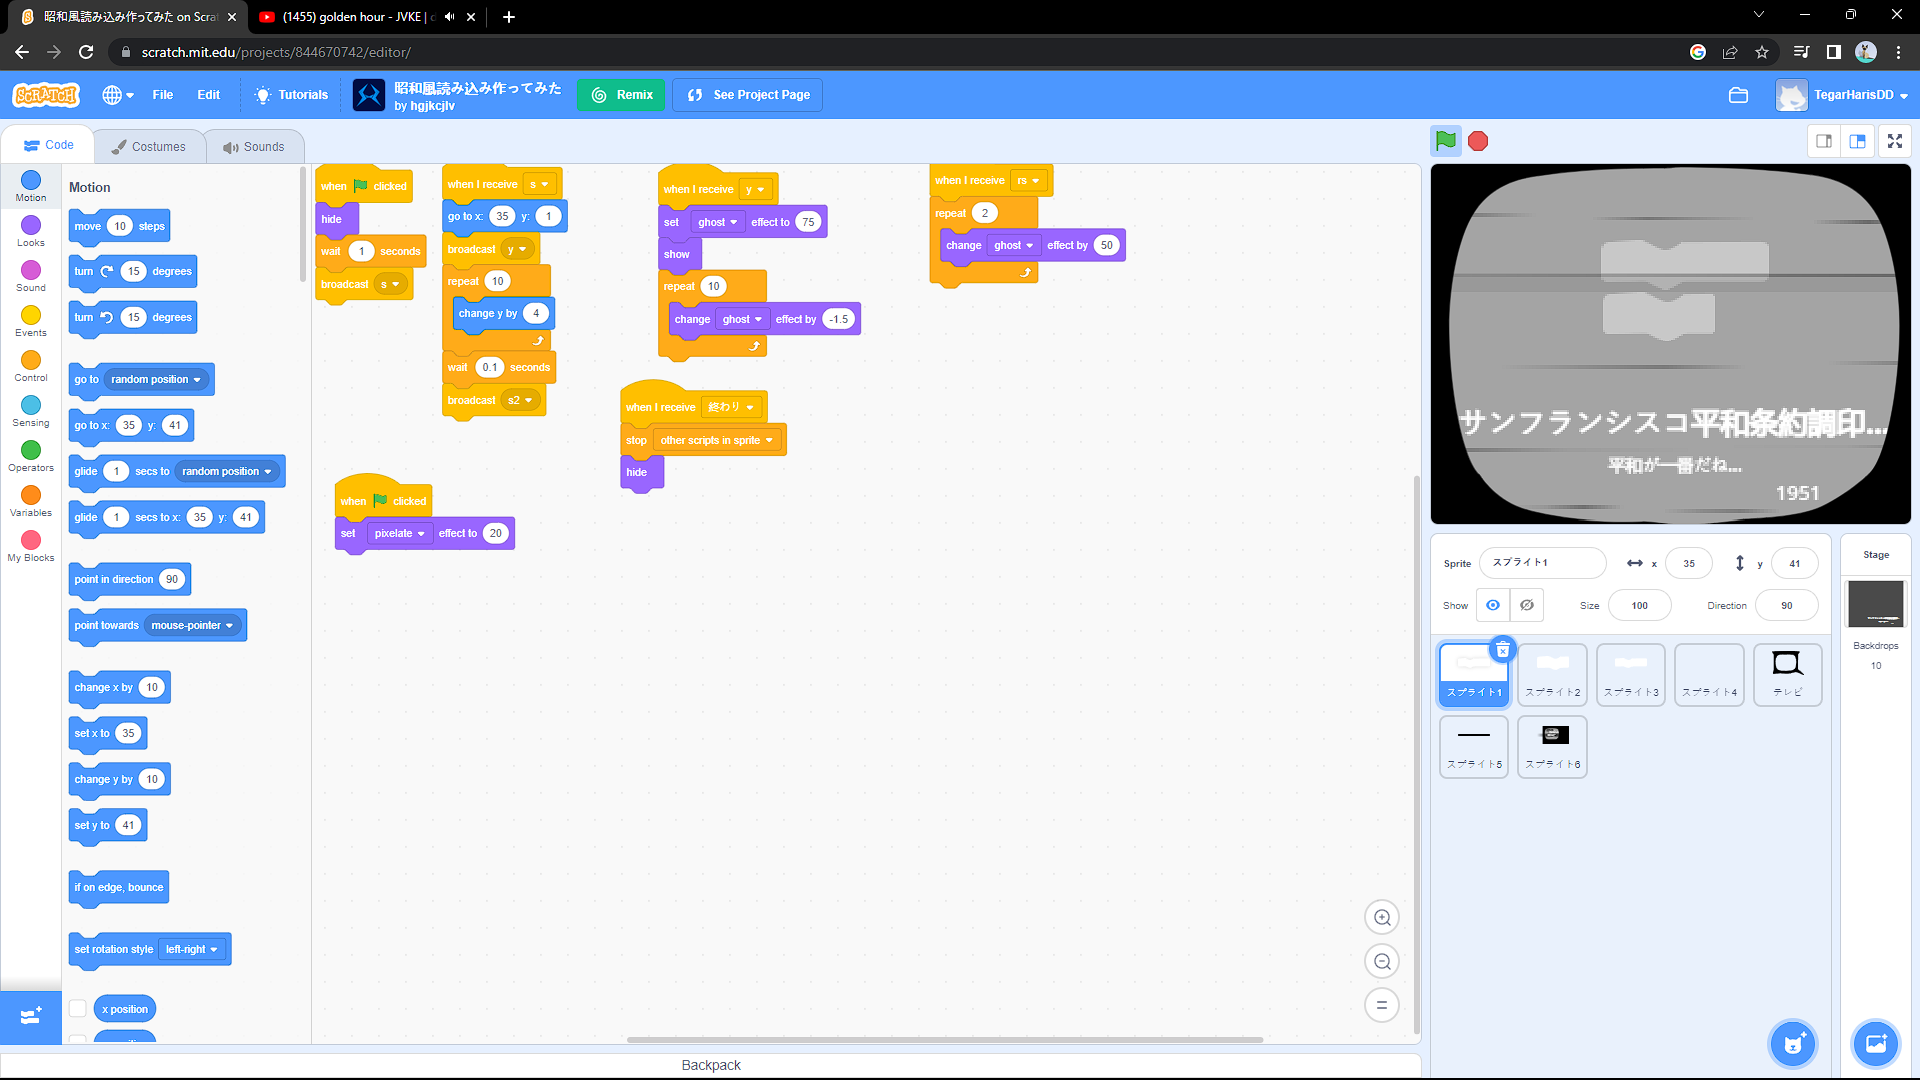 昭和風読み込み作ってみた on Scra
(1455) golden hour - JVKE |
scratch.mit.edu/projects/844670742/editor/
SCRATCH
File
Edit
Tutorials
昭和風読み込み作ってみた
by hgjkcjlv
Remix
See Project Page
TegarHarisDD
Code
Costumes
Sounds
Motion
Looks
Sound
Events
Control
Sensing
Operators
Variables
My Blocks
Motion
move 10 steps
turn 15 degrees
turn 15 degrees
go to random position
go to x: 35 y: 41
glide 1 secs to random position
glide 1 secs to x: 35 y: 41
point in direction 90
point towards mouse-pointer
change x by 10
set x to 35
change y by 10
set y to 41
if on edge, bounce
set rotation style left-right
x position
when clicked
hide
wait 1 seconds
broadcast s
when I receive s
go to x: 35 y: 1
broadcast y
repeat 10
change y by 4
wait 0.1 seconds
broadcast s2
when I receive y
set ghost effect to 75
show
repeat 10
change ghost effect by -1.5
when I receive rs
repeat 2
change ghost effect by 50
when I receive 終わり
stop other scripts in sprite
hide
when clicked
set pixelate effect to 20
サンフランシスコ平和条約調印...
平和が一番だね...
1951
Sprite スプライト1 x 35 y 41
Show Size 100 Direction 90
スプライト1
スプライト2
スプライト3
スプライト4
テレビ
スプライト5
スプライト6
Stage
Backdrops
10
Backpack